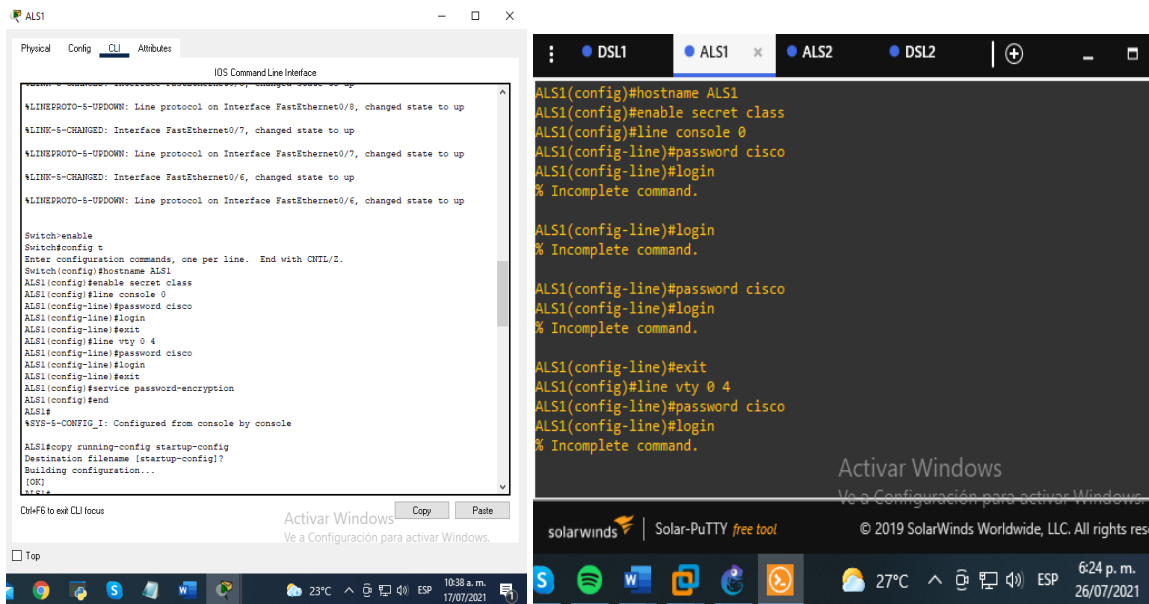 ALS1
Physical Config CLI Attributes
IOS Command Line Interface
%LINEPROTO-5-UPDOWN: Line protocol on Interface FastEthernet0/8, changed state to up
%LINK-5-CHANGED: Interface FastEthernet0/7, changed state to up
%LINEPROTO-5-UPDOWN: Line protocol on Interface FastEthernet0/7, changed state to up
%LINK-5-CHANGED: Interface FastEthernet0/6, changed state to up
%LINEPROTO-5-UPDOWN: Line protocol on Interface FastEthernet0/6, changed state to up
Switch>enable
Switch#config t
Enter configuration commands, one per line. End with CNTL/Z.
Switch(config)#hostname ALS1
ALS1(config)#enable secret class
ALS1(config)#line console 0
ALS1(config-line)#password cisco
ALS1(config-line)#login
ALS1(config-line)#exit
ALS1(config)#line vty 0 4
ALS1(config-line)#password cisco
ALS1(config-line)#login
ALS1(config-line)#exit
ALS1(config)#service password-encryption
ALS1(config)#end
ALS1#
%SYS-5-CONFIG_I: Configured from console by console
ALS1#copy running-config startup-config
Destination filename [startup-config]?
Building configuration...
[OK]
ALS1#
Ctrl+F6 to exit CLI focus
Copy Paste
Activar Windows
Ve a Configuración para activar Windows.
Top
23°C ESP 10:38 a. m.
17/07/2021
DSL1 ALS1 × ALS2 DSL2
ALS1(config)#hostname ALS1
ALS1(config)#enable secret class
ALS1(config)#line console 0
ALS1(config-line)#password cisco
ALS1(config-line)#login
% Incomplete command.
ALS1(config-line)#login
% Incomplete command.
ALS1(config-line)#password cisco
ALS1(config-line)#login
% Incomplete command.
ALS1(config-line)#exit
ALS1(config)#line vty 0 4
ALS1(config-line)#password cisco
ALS1(config-line)#login
% Incomplete command.
Activar Windows
Ve a Configuración para activar Windows.
solarwinds Solar-PuTTY free tool © 2019 SolarWinds Worldwide, LLC. All rights res
27°C ESP 6:24 p. m.
26/07/2021